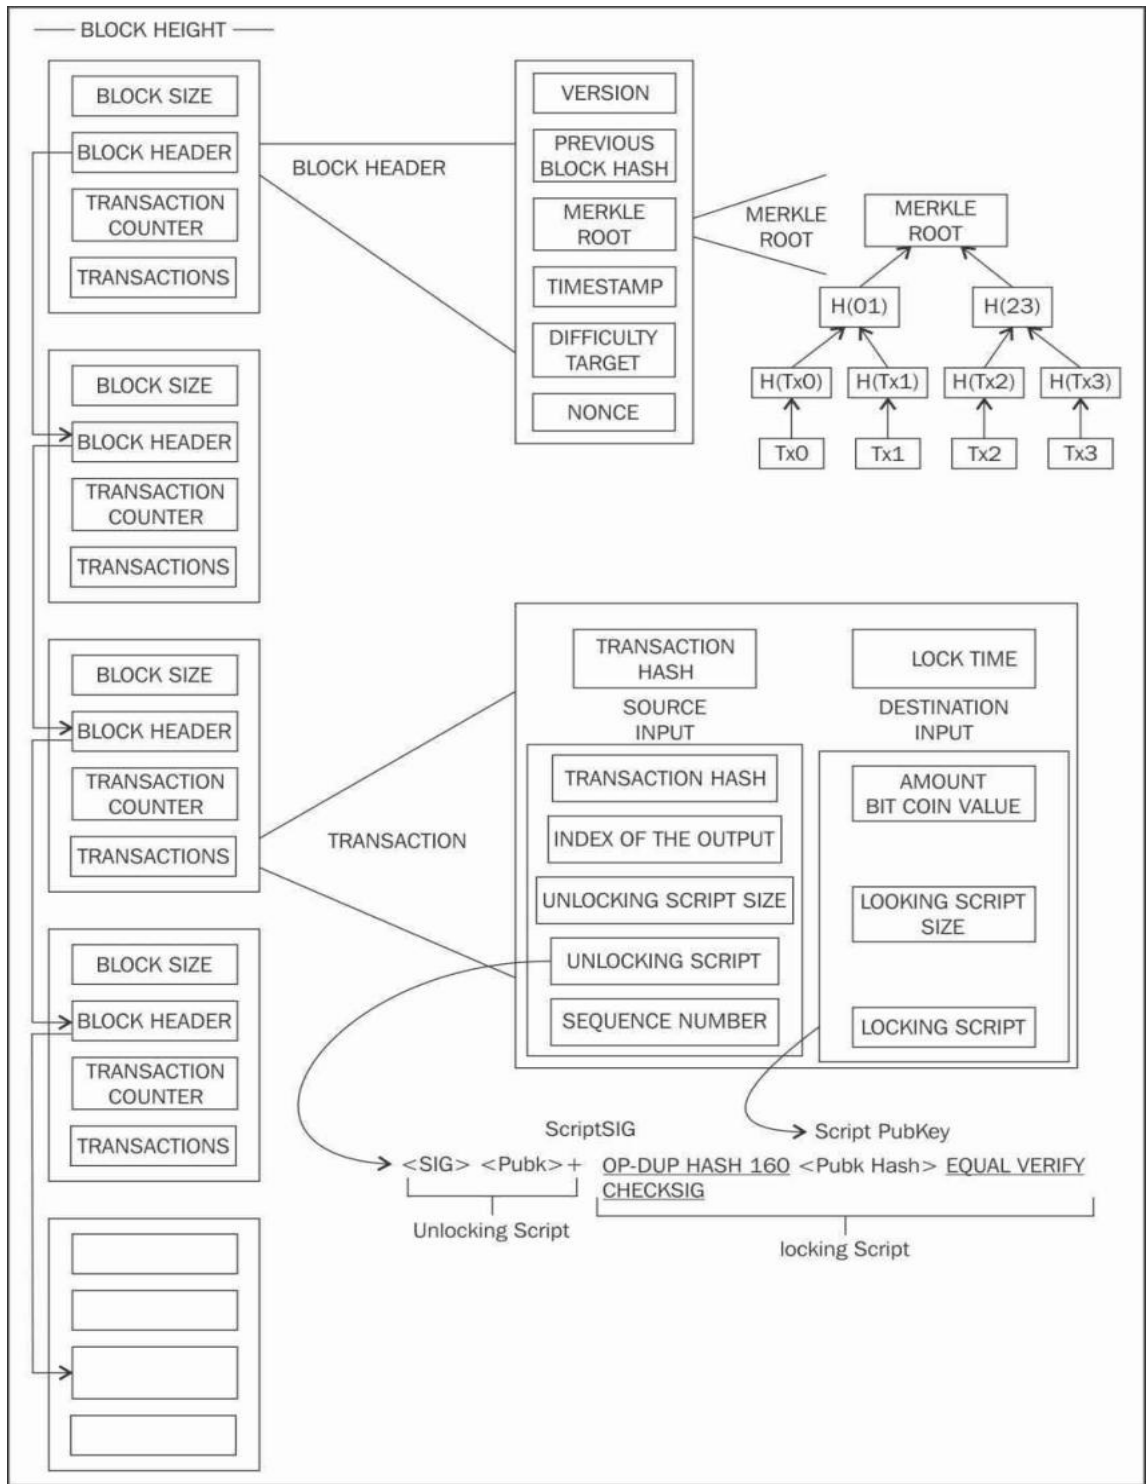 BLOCK HEIGHT
BLOCK SIZE
BLOCK HEADER
TRANSACTION
COUNTER
TRANSACTIONS
BLOCK HEADER
VERSION
PREVIOUS
BLOCK HASH
MERKLE
ROOT
TIMESTAMP
DIFFICULTY
TARGET
NONCE
MERKLE
ROOT
MERKLE
ROOT
H(01)
H(23)
H(Tx0)
H(Tx1)
H(Tx2)
H(Tx3)
Tx0
Tx1
Tx2
Tx3
BLOCK SIZE
BLOCK HEADER
TRANSACTION
COUNTER
TRANSACTIONS
BLOCK SIZE
BLOCK HEADER
TRANSACTION
COUNTER
TRANSACTIONS
TRANSACTION
TRANSACTION
HASH
LOCK TIME
SOURCE
INPUT
DESTINATION
INPUT
TRANSACTION HASH
INDEX OF THE OUTPUT
UNLOCKING SCRIPT SIZE
UNLOCKING SCRIPT
SEQUENCE NUMBER
AMOUNT
BIT COIN VALUE
LOOKING SCRIPT
SIZE
LOCKING SCRIPT
BLOCK SIZE
BLOCK HEADER
TRANSACTION
COUNTER
TRANSACTIONS
ScriptSIG
Script PubKey
<SIG> <Pubk>+ OP-DUP HASH 160 <Pubk Hash> EQUAL VERIFY
CHECKSIG
Unlocking Script
locking Script